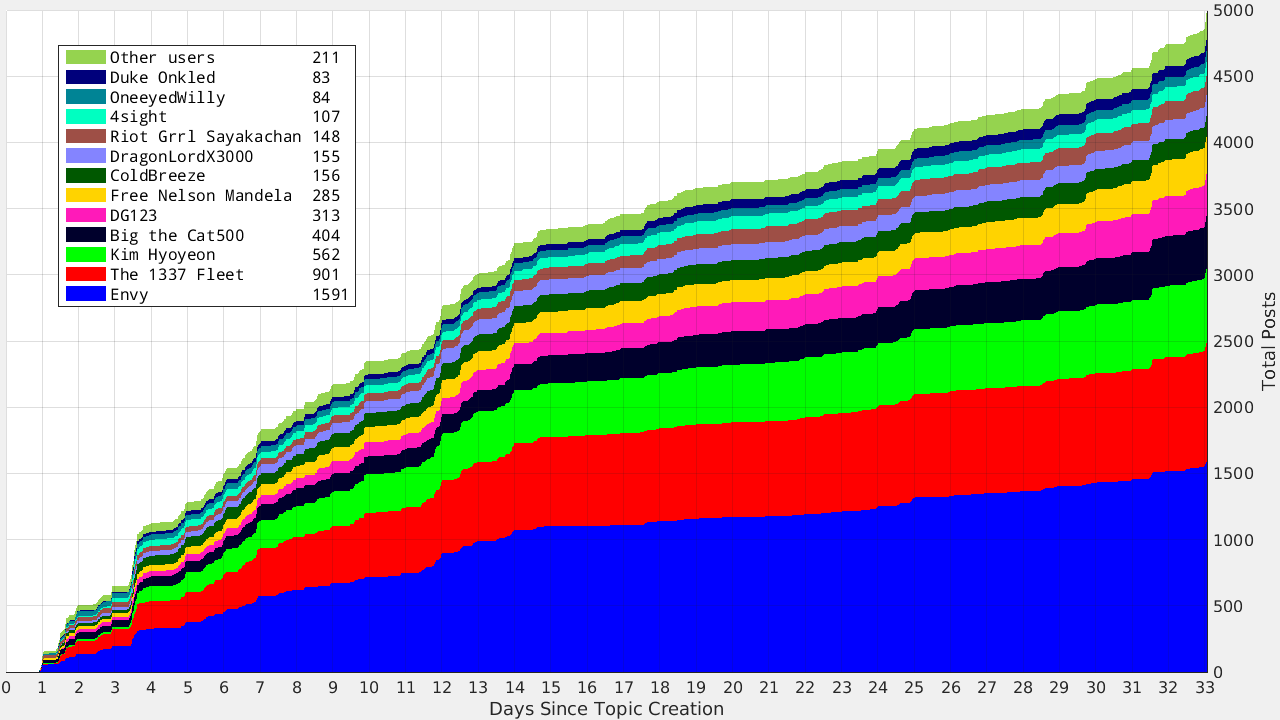 Other users 211
Duke Onkled 83
OneeyedWilly 84
4sight 107
Riot Grrl Sayakachan 148
DragonLordX3000 155
ColdBreeze 156
Free Nelson Mandela 285
DG123 313
Big the Cat500 404
Kim Hyoyeon 562
The 1337 Fleet 901
Envy 1591
5000
4500
4000
3500
3000
2500
2000
1500
1000
500
0
Total Posts
0 1 2 3 4 5 6 7 8 9 10 11 12 13 14 15 16 17 18 19 20 21 22 23 24 25 26 27 28 29 30 31 32 33
Days Since Topic Creation